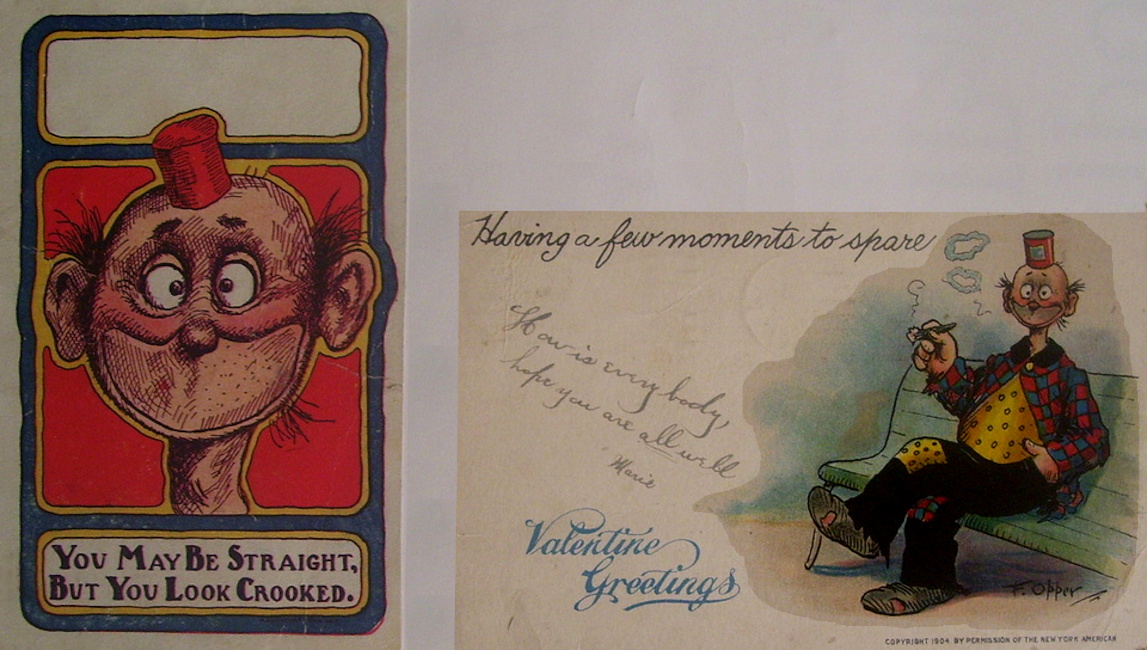 You May Be Straight,
But You Look Crooked.
Having a few moments to spare
How is every body,
hope you are all well
Marie
Valentine
Greetings
F. Opper
COPYRIGHT 1904 BY PERMISSION OF THE NEW YORK AMERICAN